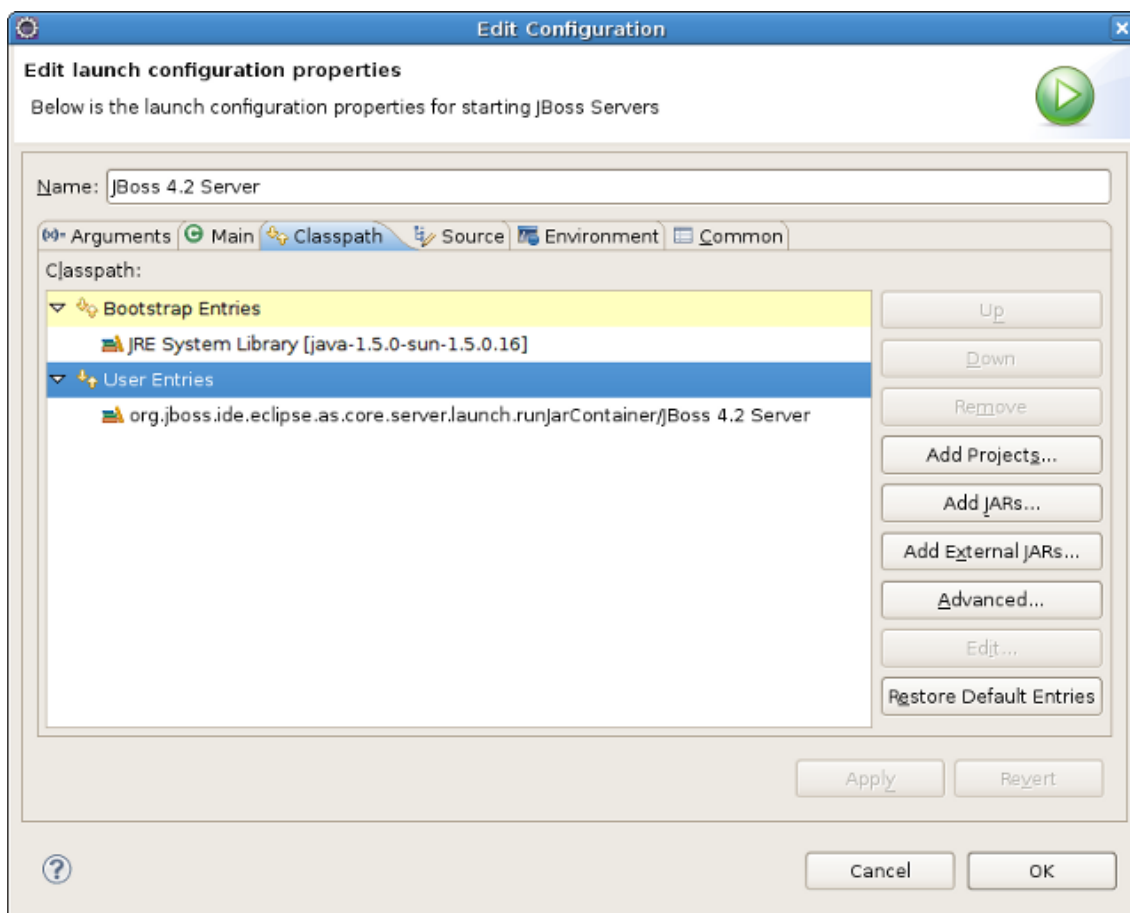 Edit Configuration
Edit launch configuration properties
Below is the launch configuration properties for starting JBoss Servers
Name: JBoss 4.2 Server
(x)= Arguments Main Classpath Source Environment Common
Classpath:
Bootstrap Entries
JRE System Library [java-1.5.0-sun-1.5.0.16]
User Entries
org.jboss.ide.eclipse.as.core.server.launch.runJarContainer/JBoss 4.2 Server
Up
Down
Remove
Add Projects...
Add JARs...
Add External JARs...
Advanced...
Edit...
Restore Default Entries
Apply Revert
Cancel OK